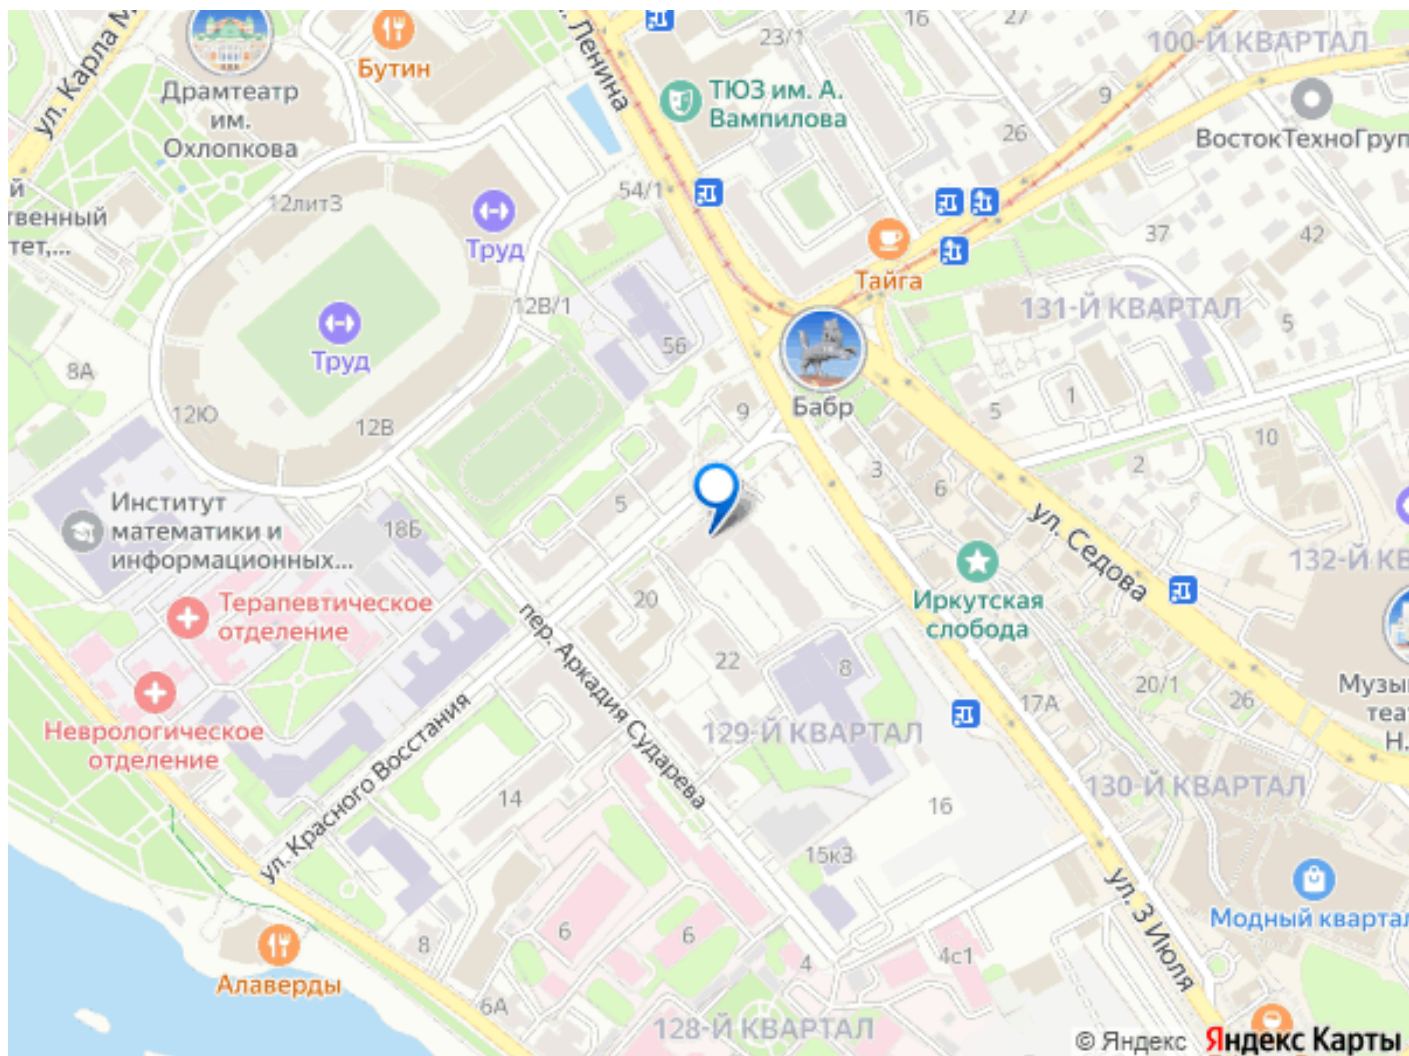 ул. Карла М
Драмтеатр
им.
Охлопкова
Бутин
л. Ленина
23/1
16
27
100-Й КВАРТАЛ
ТЮЗ им. А.
Вампилова
9
26
ВостокТехноГруп
й
твенный
тет,...
12лит3
Труд
54/1
Тайга
37
42
12В/1
131-Й КВАРТАЛ
5
Труд
56
8А
Бабр
9
5
1
12Ю
12В
10
3
2
6
Институт
математики и
информационных...
18Б
5
ул. Седова
132-Й КВ
Терапевтическое
отделение
20
пер. Аркадия Сударева
Иркутская
слобода
22
8
20/1
26
17А
Музы
теа
Н.
Неврологическое
отделение
ул. Красного Восстания
129-Й КВАРТАЛ
130-Й КВАРТАЛ
14
16
15к3
ул. 3 Июля
Модный квартал
8
6
6
4
4с1
Алаверды
6А
128-Й КВАРТАЛ
© Яндекс Яндекс Карты